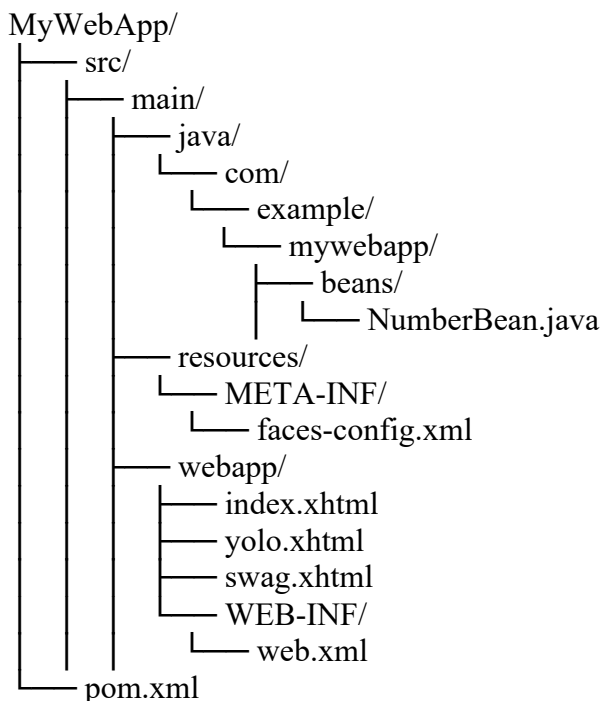 MyWebApp/
src/
main/
java/
com/
example/
mywebapp/
beans/
NumberBean.java
resources/
META-INF/
faces-config.xml
webapp/
index.xhtml
yolo.xhtml
swag.xhtml
WEB-INF/
web.xml
pom.xml